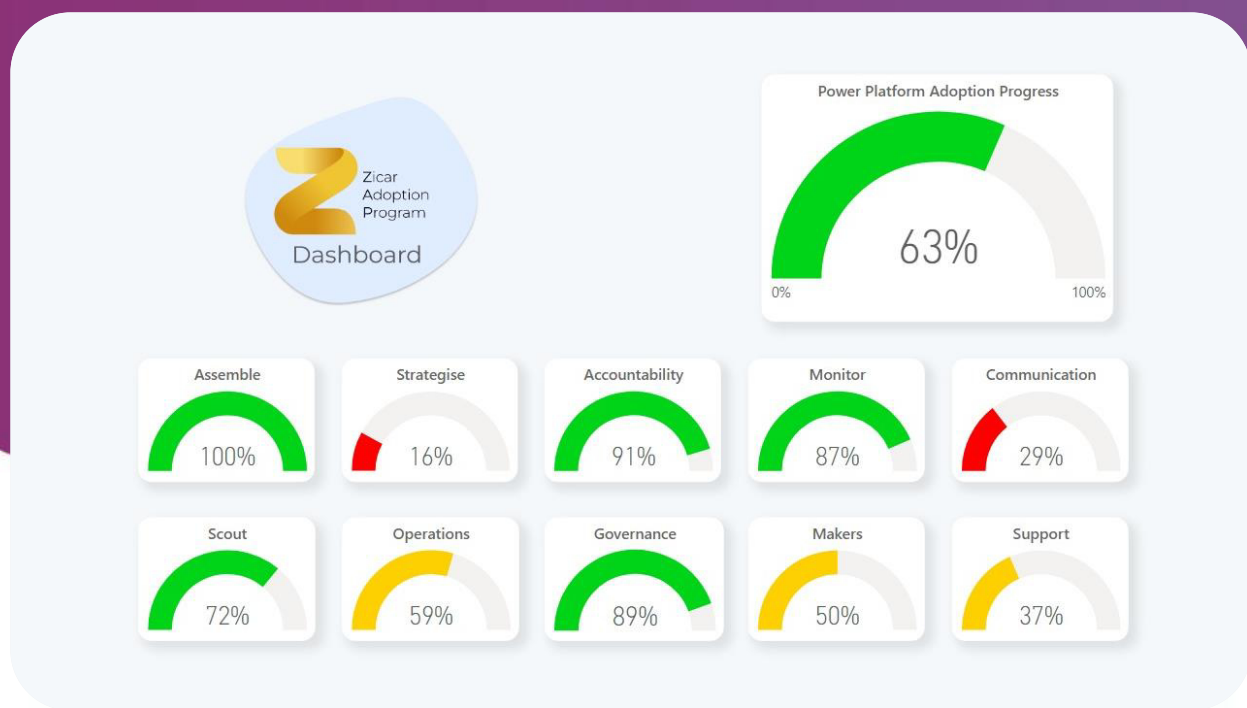 Zicar
Adoption
Program
Dashboard
Power Platform Adoption Progress
63%
0%
100%
Assemble
100%
Strategise
16%
Accountability
91%
Monitor
87%
Communication
29%
Scout
72%
Operations
59%
Governance
89%
Makers
50%
Support
37%